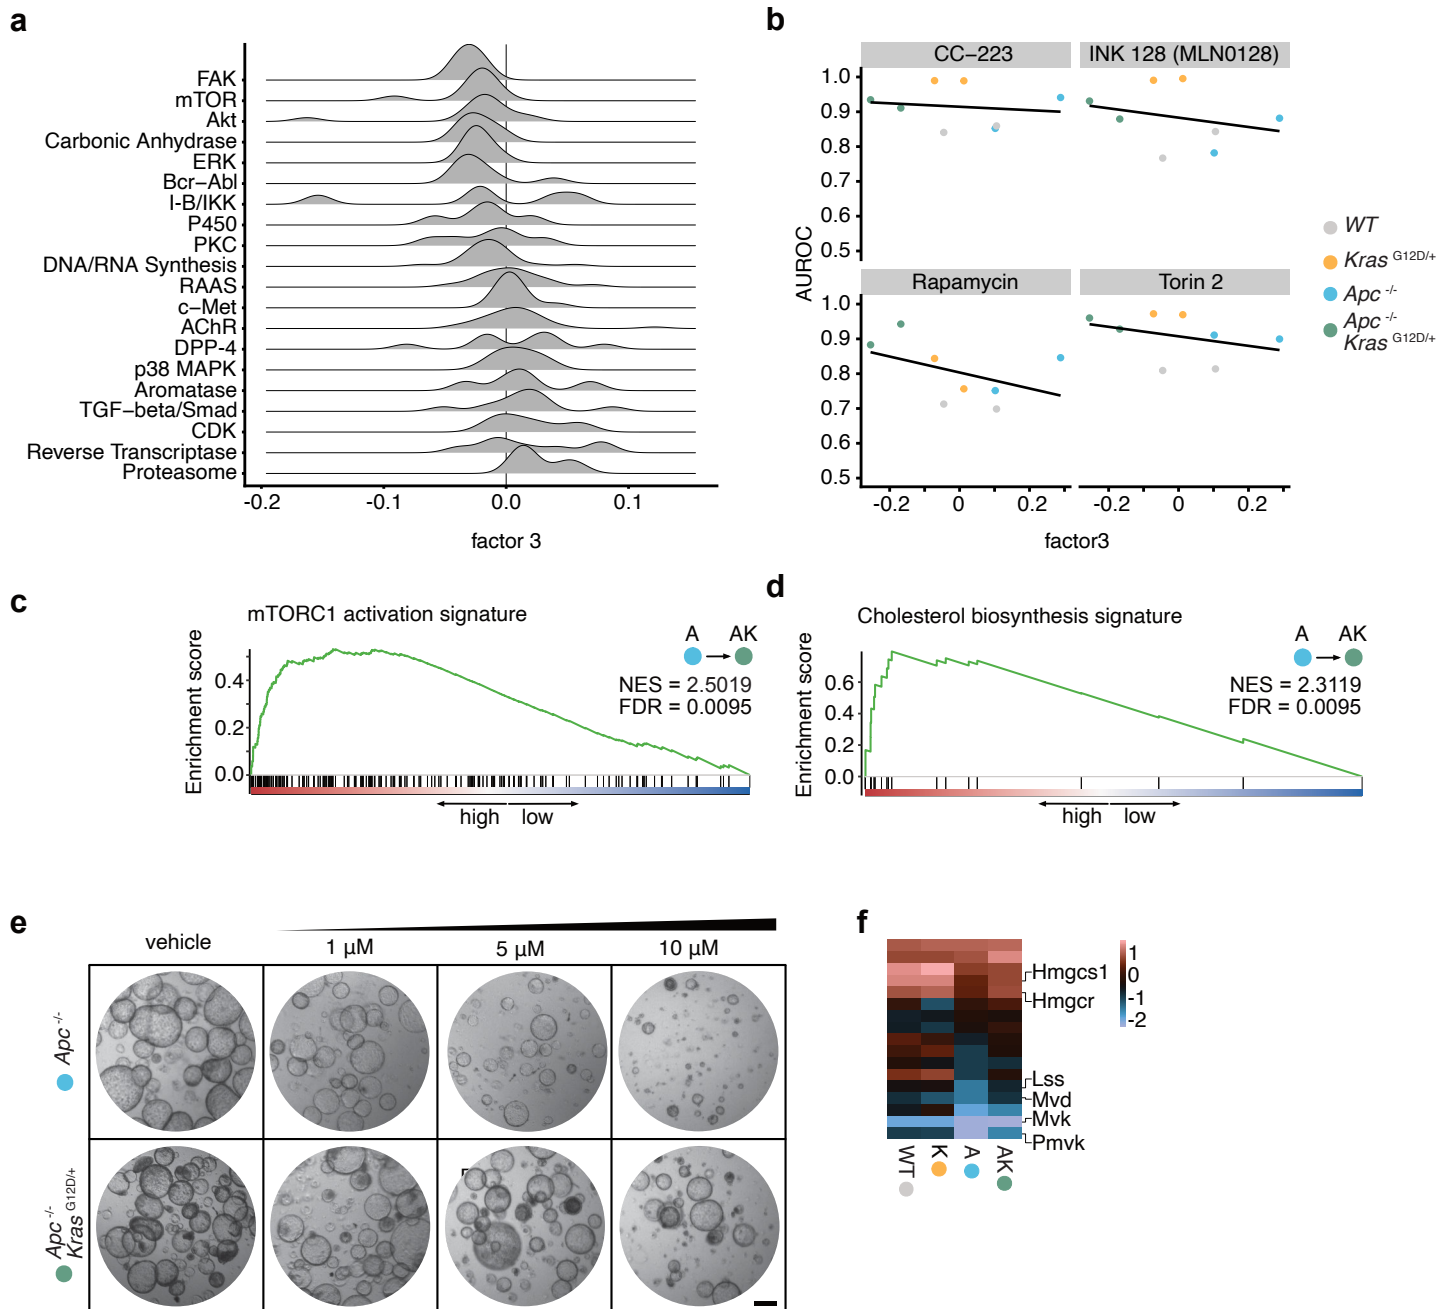 a
FAK
mTOR
Akt
Carbonic Anhydrase
ERK
Bcr-Abl
I-B/IKK
P450
PKC
DNA/RNA Synthesis
RAAS
c-Met
AChR
DPP-4
p38 MAPK
Aromatase
TGF-beta/Smad
CDK
Reverse Transcriptase
Proteasome
-0.2 -0.1 0.0 0.1
factor 3
b
CC-223 INK 128 (MLN0128)
1.0
0.9
0.8
0.7
0.6
0.5
AUROC
Rapamycin Torin 2
1.0
0.9
0.8
0.7
0.6
0.5
-0.2 0 0.2 -0.2 0 0.2
factor3
WT
Kras G12D/+
Apc -/-
Apc -/-
Kras G12D/+
c
mTORC1 activation signature
A AK
NES = 2.5019
FDR = 0.0095
Enrichment score
0.4
0.2
0.0
high low
d
Cholesterol biosynthesis signature
A AK
NES = 2.3119
FDR = 0.0095
Enrichment score
0.6
0.4
0.2
0.0
high low
e
vehicle 1 µM 5 µM 10 µM
Apc -/-
Apc -/-
Kras G12D/+
f
Hmgcs1
Hmgcr
Lss
Mvd
Mvk
Pmvk
1
0
-1
-2
WT K A AK